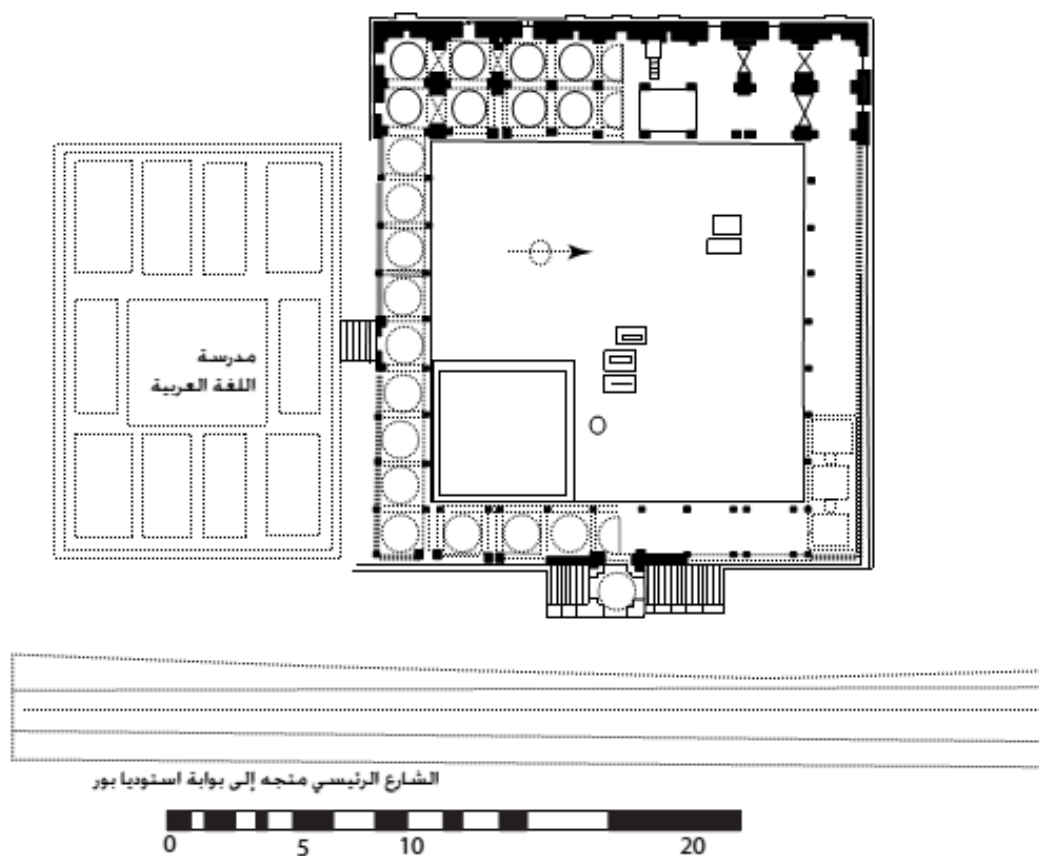 مدرسة
اللغة العربية
الشارع الرئيسي متجه إلى بوابة استوديا بور
0 5 10 20